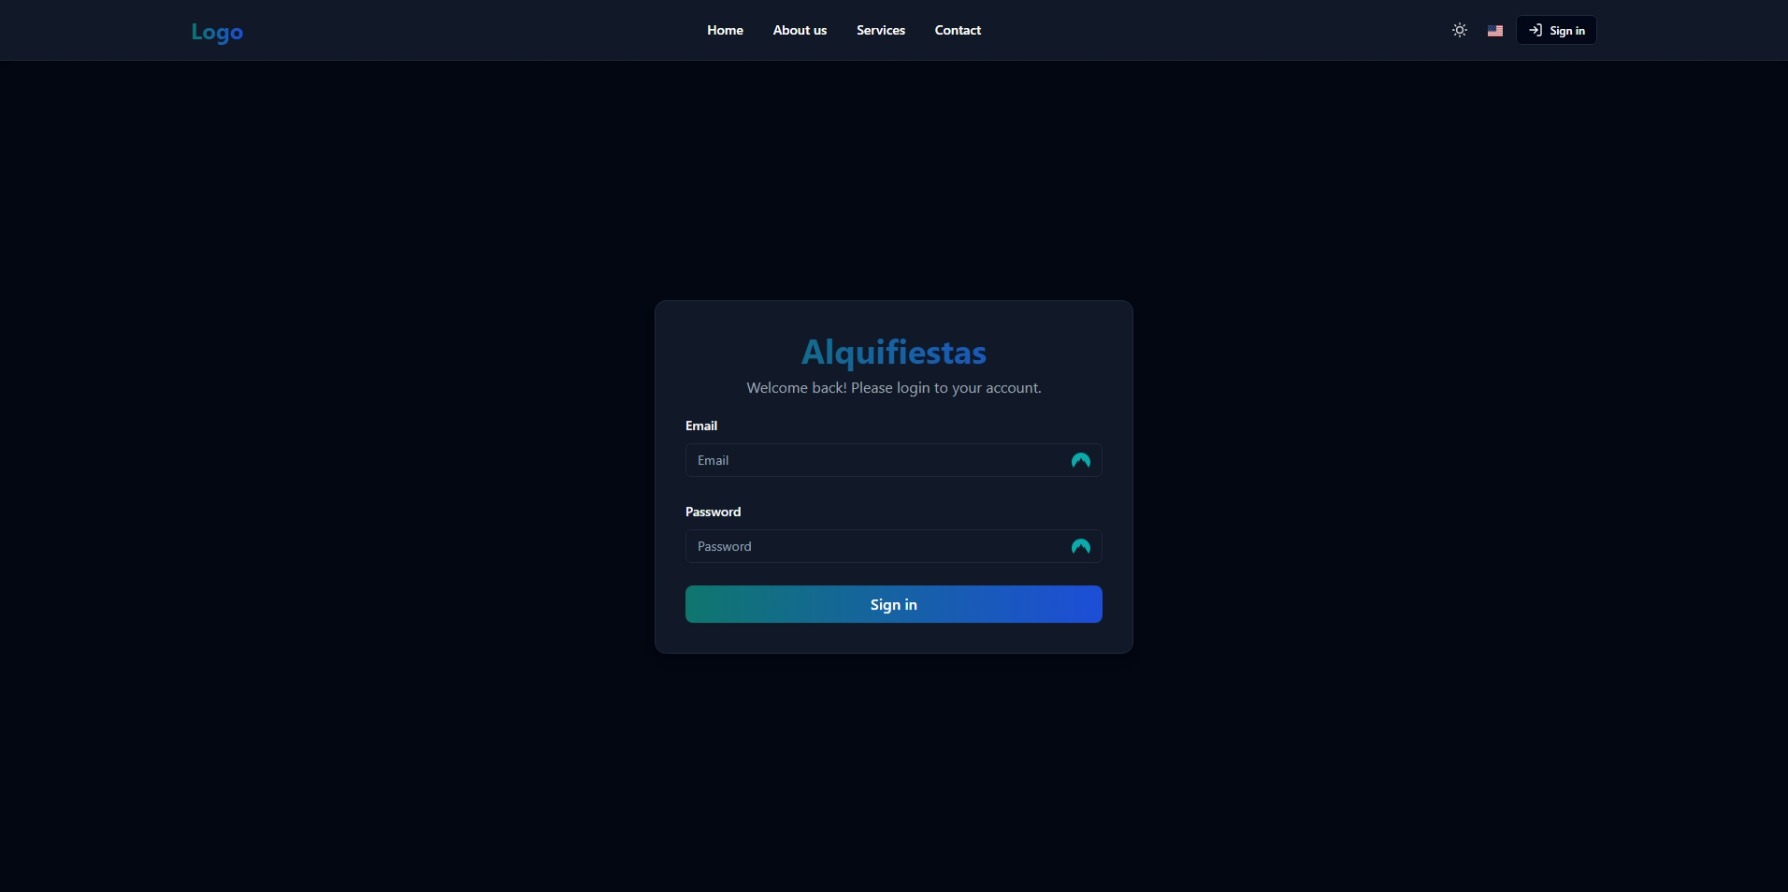 Logo
Home About us Services Contact
Sign in
Alquifiestas
Welcome back! Please login to your account.
Email
Email
Password
Password
Sign in